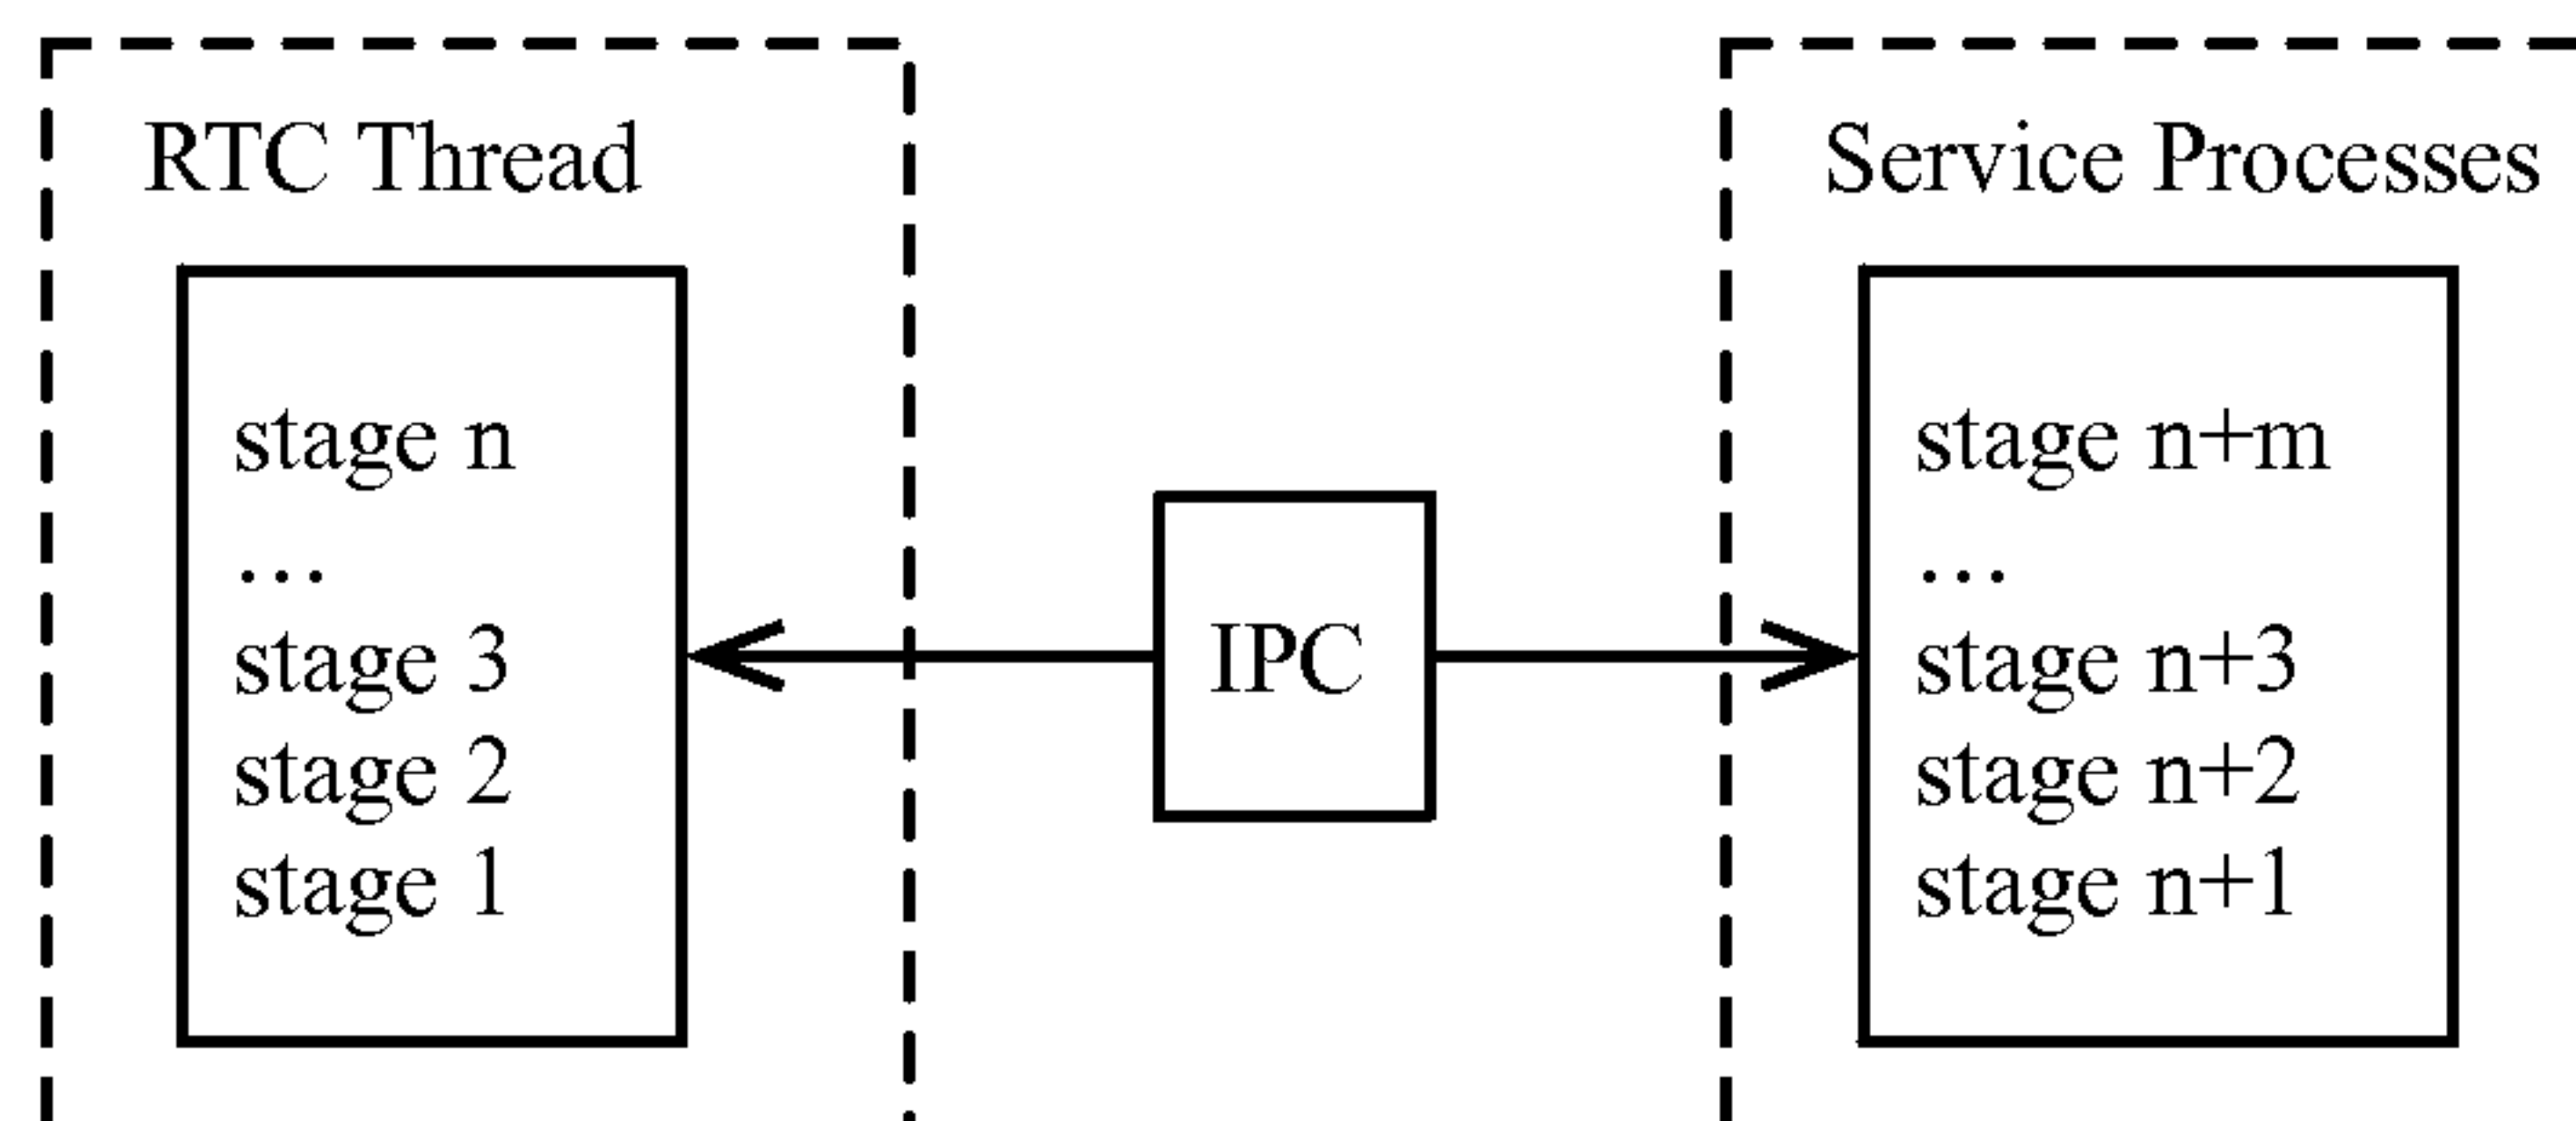 RTC Thread
stage n
...
stage 3
stage 2
stage 1
IPC
Service Processes
stage n+m
...
stage n+3
stage n+2
stage n+1